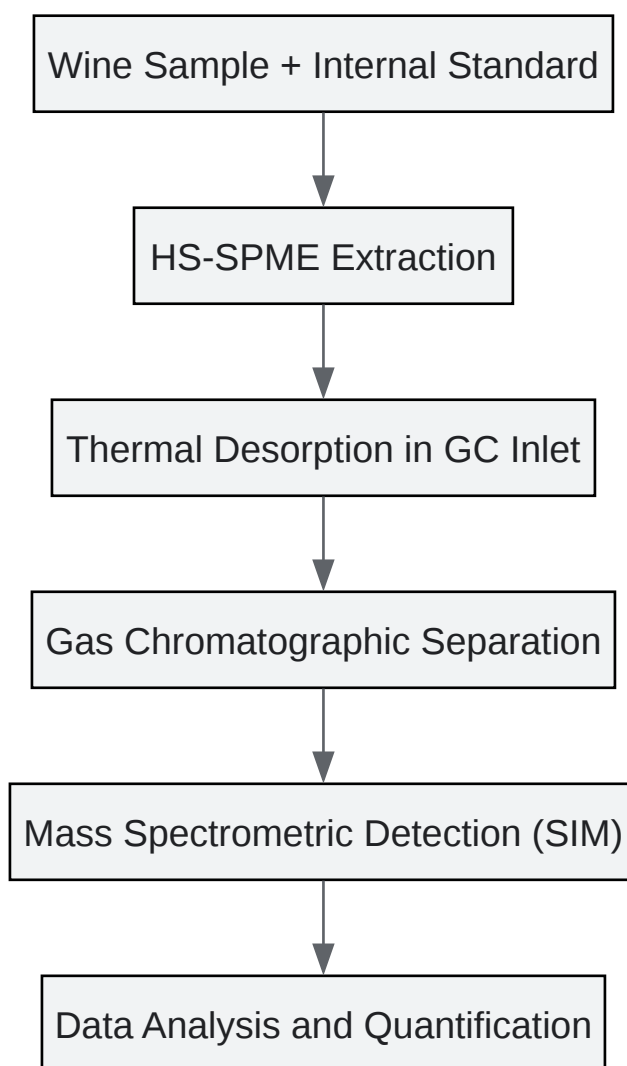 Wine Sample + Internal Standard
HS-SPME Extraction
Thermal Desorption in GC Inlet
Gas Chromatographic Separation
Mass Spectrometric Detection (SIM)
Data Analysis and Quantification